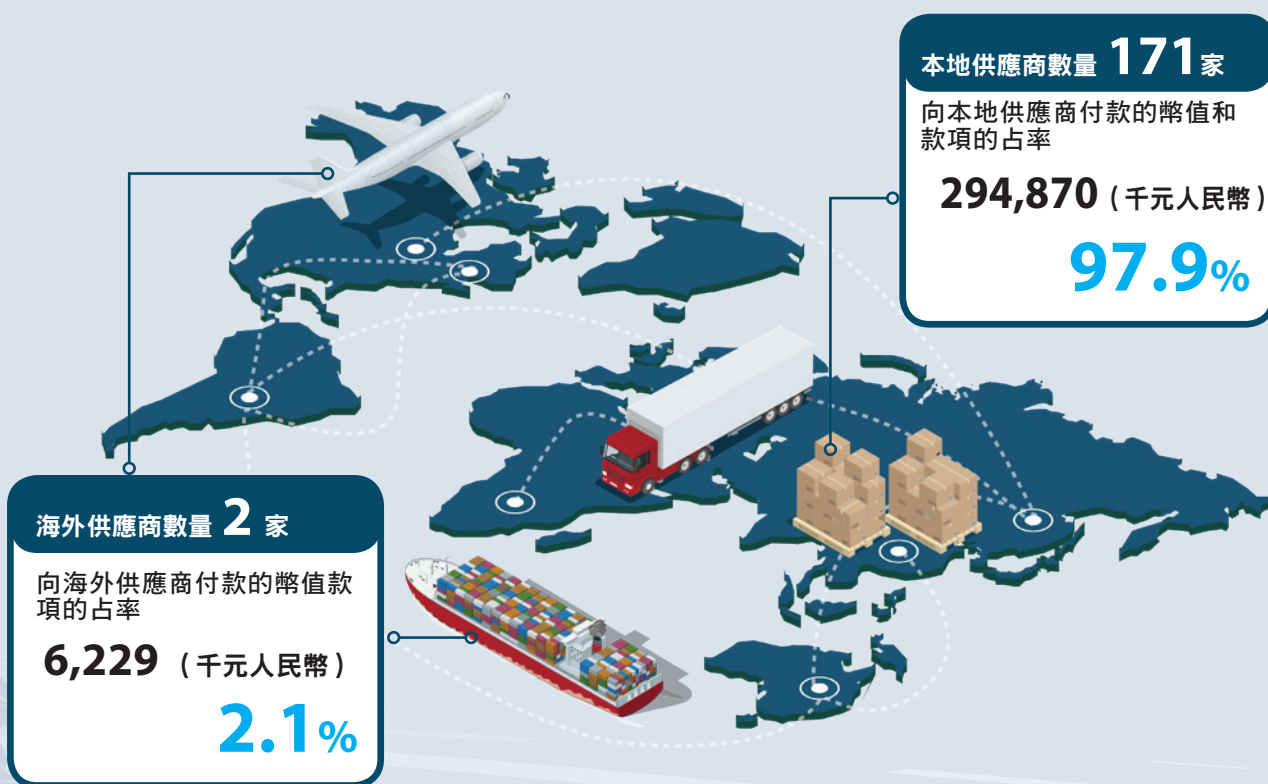 本地供應商數量 171家
向本地供應商付款的幣值和
款項的占率
294,870 (千元人民幣)
97.9%
海外供應商數量 2 家
向海外供應商付款的幣值款
項的占率
6,229 (千元人民幣)
2.1%